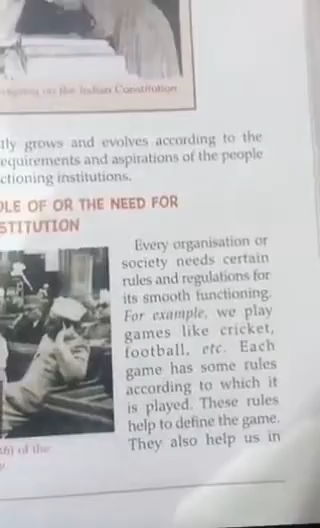 on the Indian Constitution
tly grows and evolves according to the
equirements and aspirations of the people
ctioning institutions.
OLE OF OR THE NEED FOR
STITUTION
Every organisation or
society needs certain
rules and regulations for
its smooth functioning.
For example, we play
games like cricket,
football, etc. Each
game has some rules
according to which it
is played. These rules
help to define the game.
They also help us in
of the